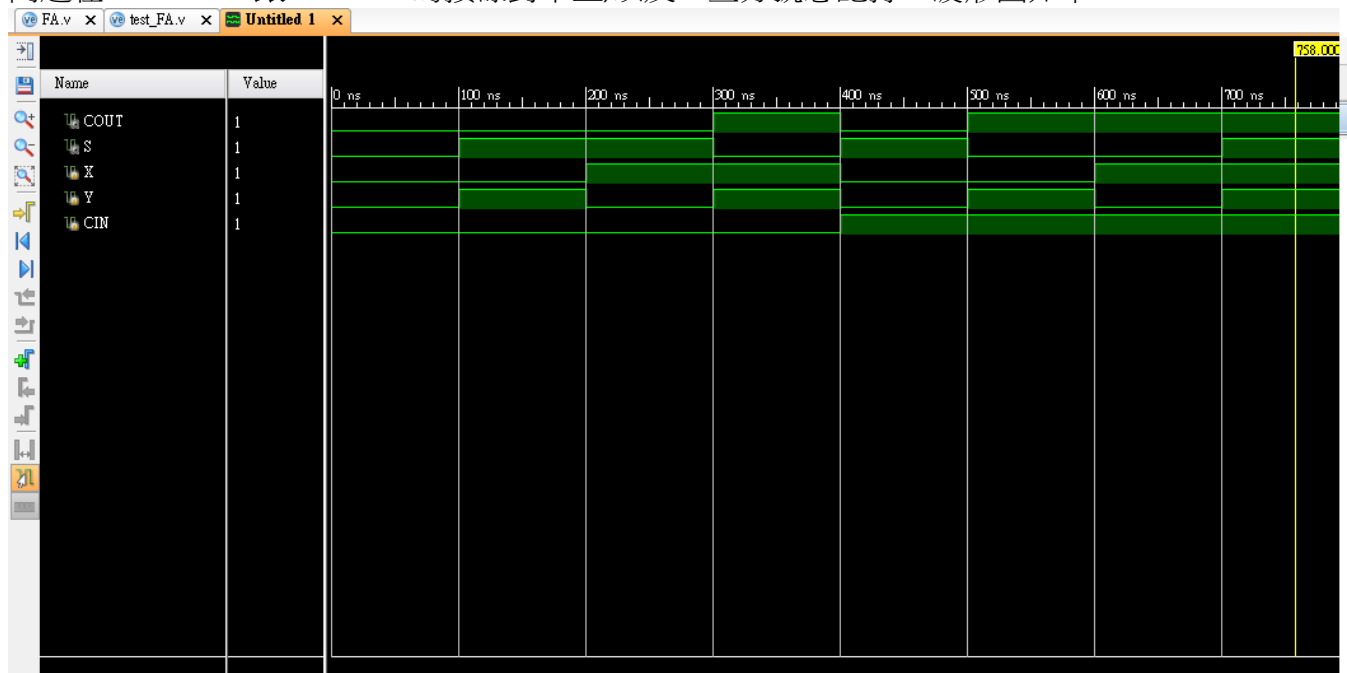 FA.v test_FA.v Untitled 1
758.000
Name Value
0 ns 100 ns 200 ns 300 ns 400 ns 500 ns 600 ns 700 ns
COUT 1
S 1
X 1
Y 1
CIN 1